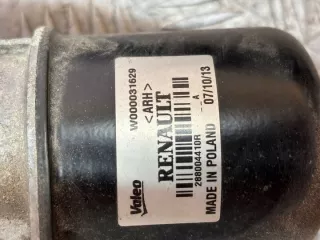 Valeo
W000031629
<ARH>
RENAULT
288004410R
A
MADE IN POLAND 07/10/13